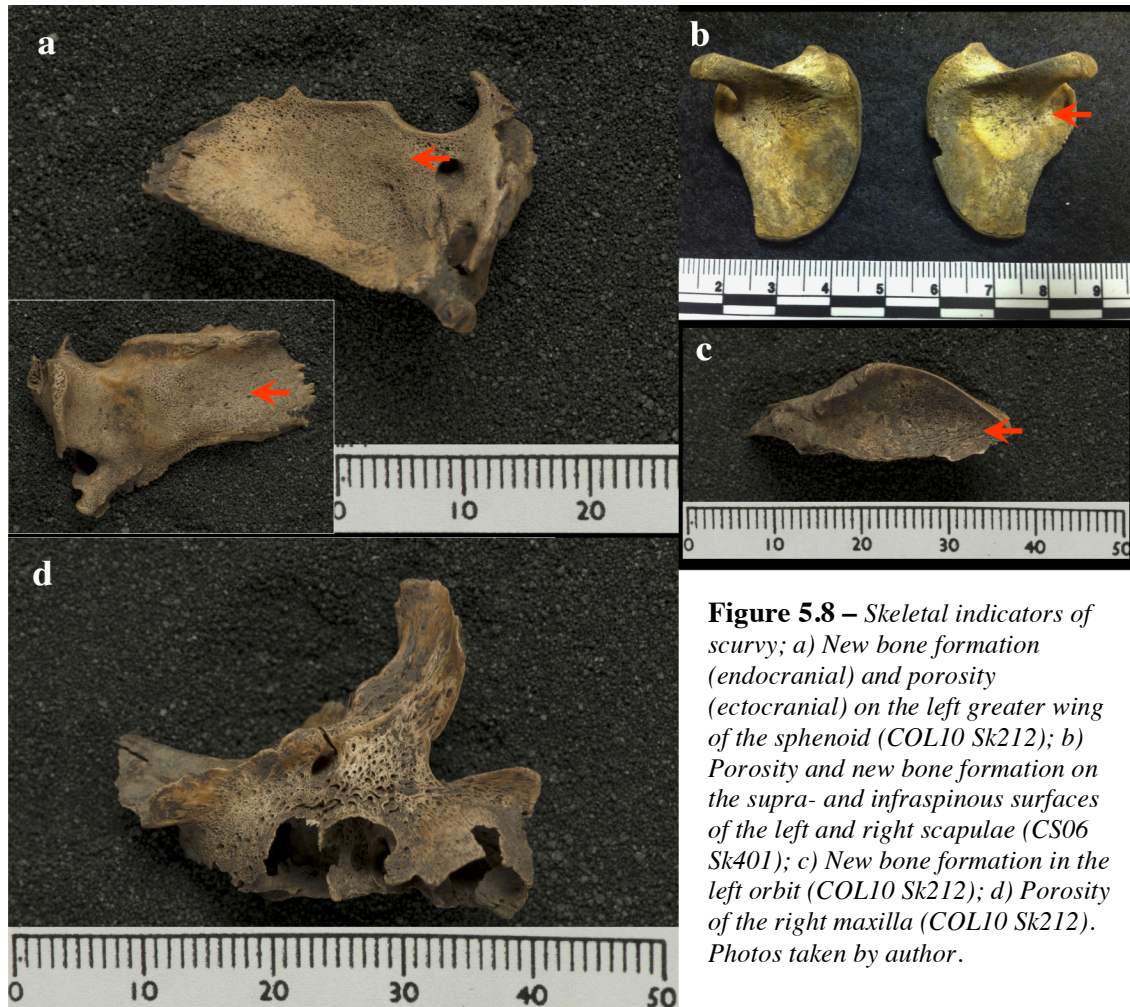 a
b
2 3 4 5 6 7 8 9
c
0 10 20
0 10 20 30 40 50
d
0 10 20 30 40 50
Figure 5.8 – Skeletal indicators of
scurvy; a) New bone formation
(endocranial) and porosity
(ectocranial) on the left greater wing
of the sphenoid (COL10 Sk212); b)
Porosity and new bone formation on
the supra- and infraspinous surfaces
of the left and right scapulae (CS06
Sk401); c) New bone formation in the
left orbit (COL10 Sk212); d) Porosity
of the right maxilla (COL10 Sk212).
Photos taken by author.